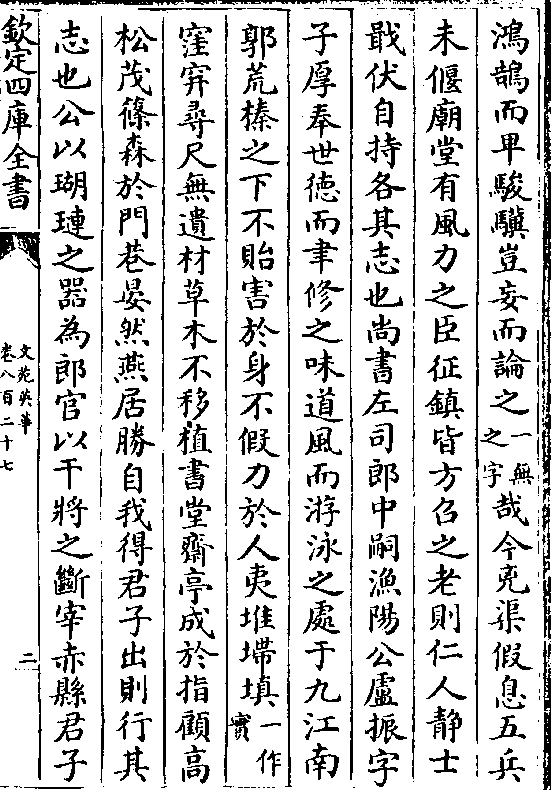 鴻鵠而卑駿驥豈妄而論之一無之字哉今兇渠假息五兵
未偃廟堂有風力之臣征鎮皆方召之老則仁人静士
戢伏自持各其志也尚書左司郎中嗣漁陽公盧振字
子厚奉世徳而聿修之味道風而游泳之處于九江南
郭荒榛之下不貽害於身不假力於人夷堆墆填一作實
窪穽尋尺無遺材草木不移植書堂齋亭成於指顧高
松茂篠森於門巷晏然燕居勝自我得君子出則行其
志也公以瑚璉之器為郎官以干將之斷宰赤縣君子
欽定四庫全書
文苑英華
卷八百二十七
二